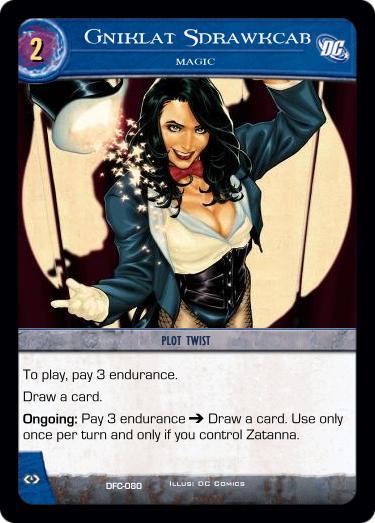 2
GNIKLAT SDRAWKCAB
DC
MAGIC
PLOT TWIST
To play, pay 3 endurance.
Draw a card.
Ongoing: Pay 3 endurance ➔ Draw a card. Use only
once per turn and only if you control Zatanna.
DFC-080
ILLUS: DC COMICS